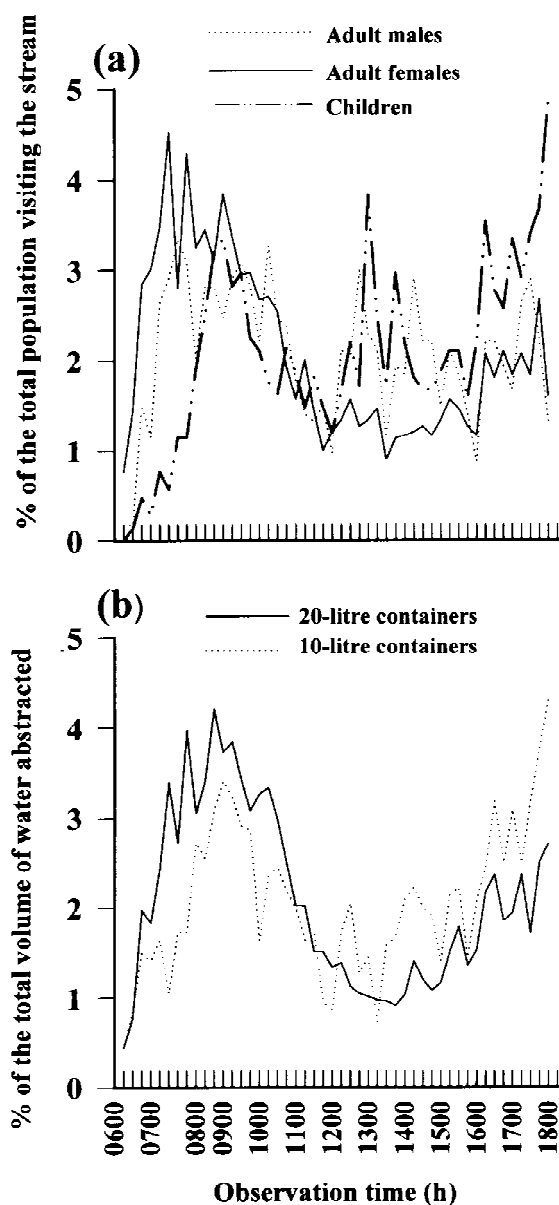 (a)
Adult males
Adult females
Children
% of the total population visiting the stream
5
4
3
2
1
0
(b)
20-litre containers
10-litre containers
% of the total volume of water abstracted
5
4
3
2
1
0
0600
0700
0800
0900
1000
1100
1200
1300
1400
1500
1600
1700
1800
Observation time (h)